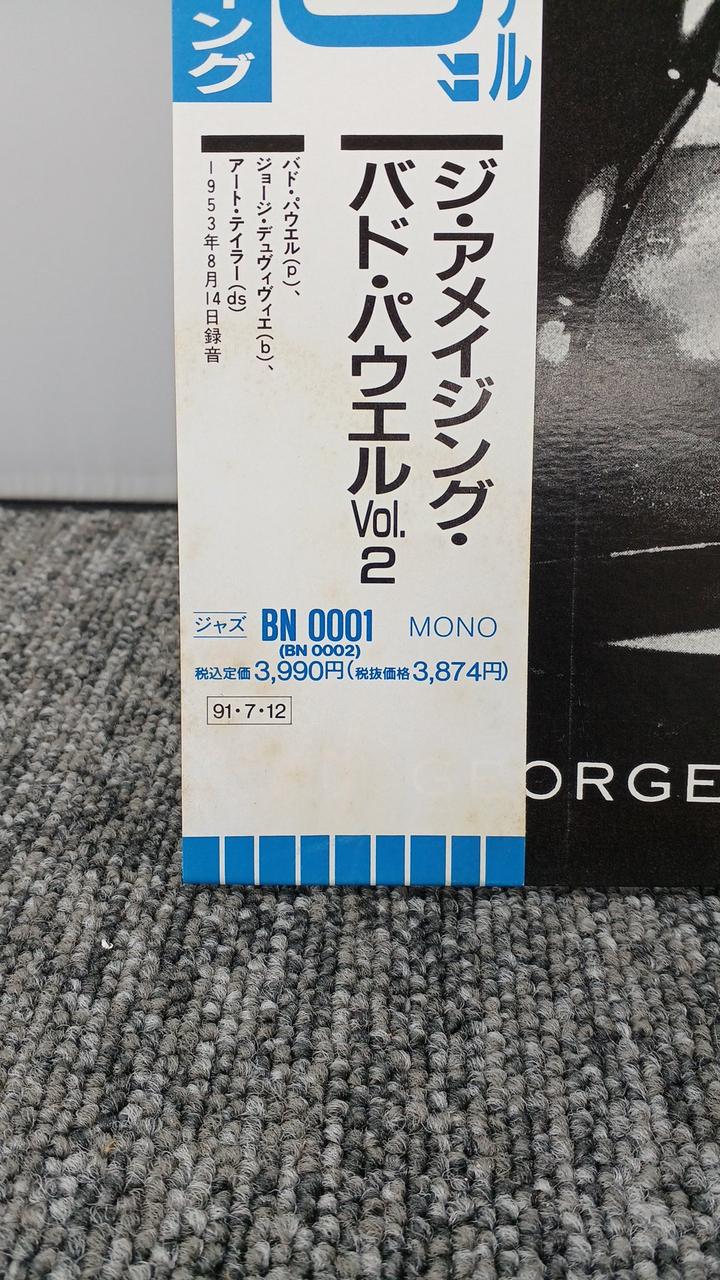 ング
ル
ジ・アメイジング・
バド・パウエル Vol. 2
バド・パウエル(p)、
ジョージ・デュヴィヴィエ(b)、
アート・テイラー(ds)
1953年8月14日録音
ジャズ BN 0001 MONO
(BN 0002)
税込定価3,990円(税抜価格3,874円)
91・7・12
GEORGE